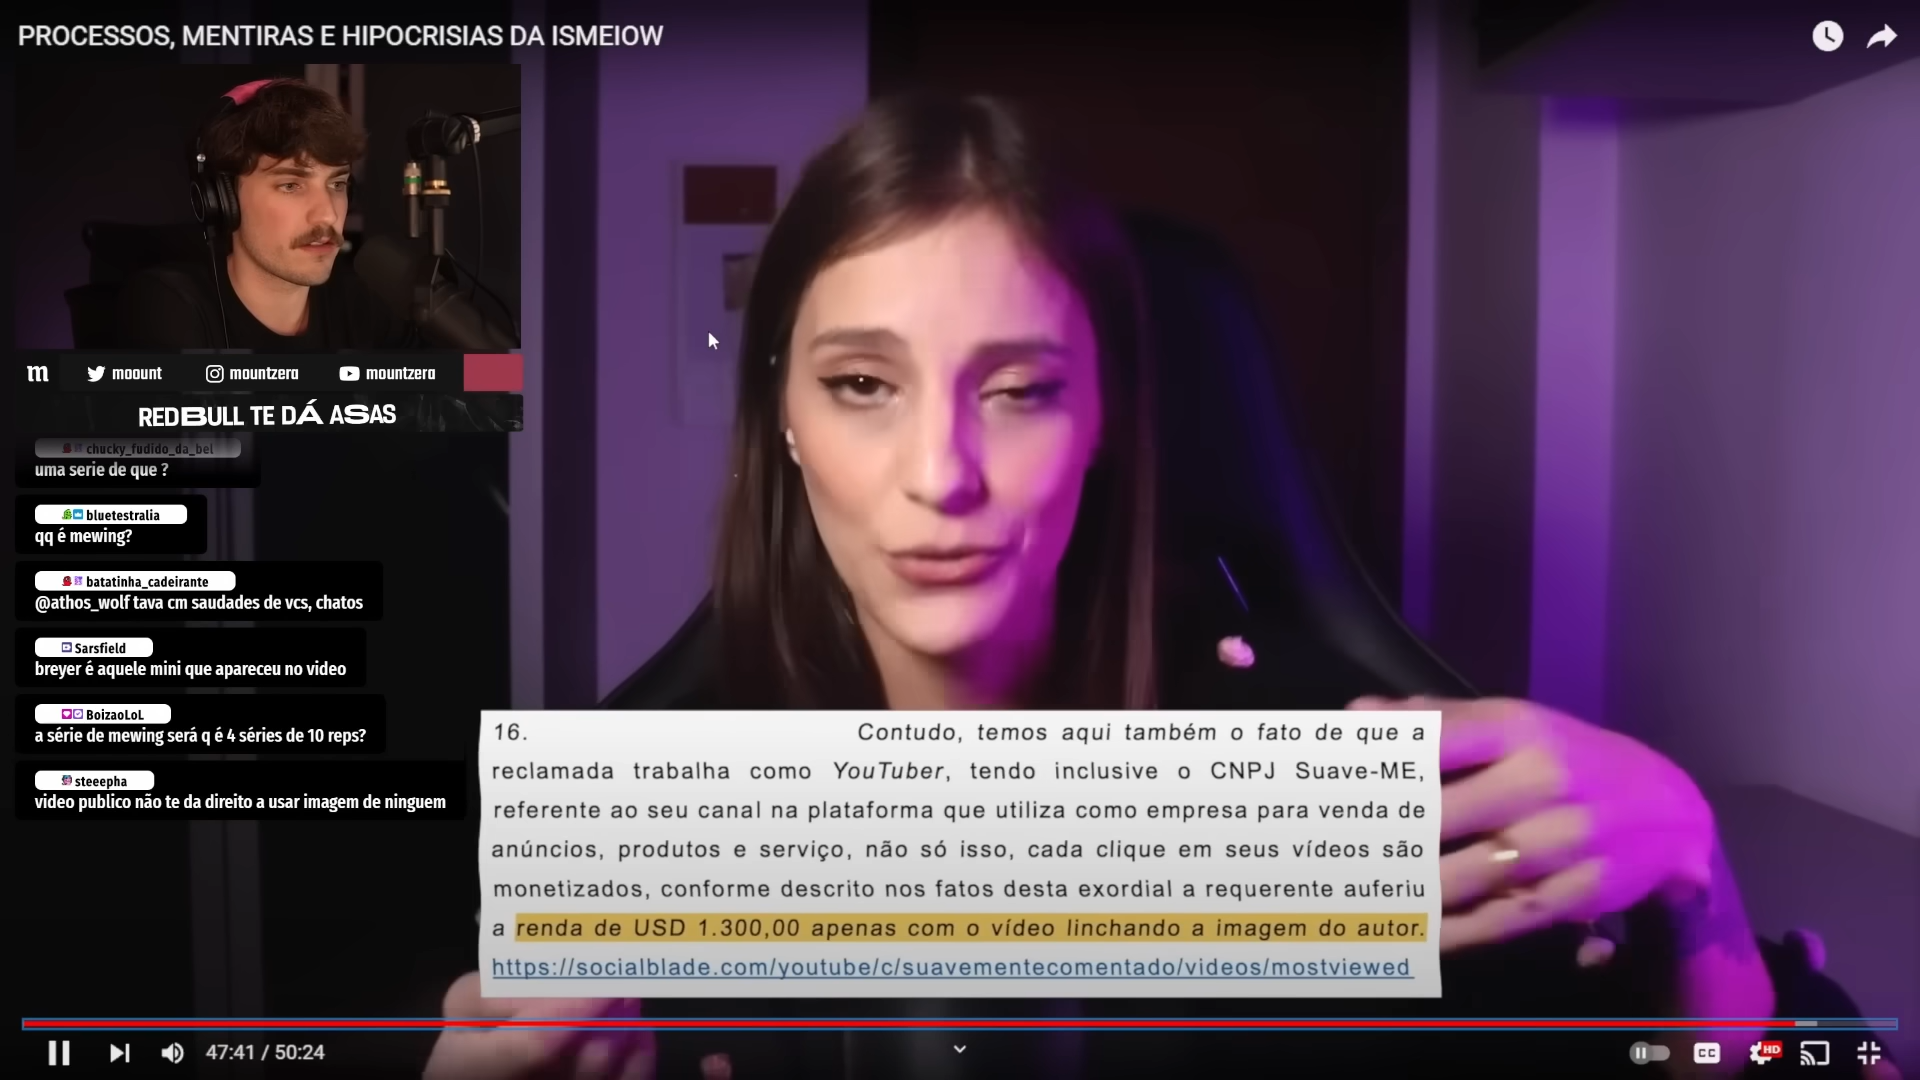 PROCESSOS, MENTIRAS E HIPOCRISIAS DA ISMEIOW
m moount mountzera mountzera
REDBULL TE DÁ ASAS
chucky_fudido_da_bel
uma serie de que ?
bluetestralia
qq é mewing?
batatinha_cadeirante
@athos_wolf tava cm saudades de vcs, chatos
Sarsfield
breyer é aquele mini que apareceu no video
BoizaoLoL
a série de mewing será q é 4 séries de 10 reps?
steeepha
video publico não te da direito a usar imagem de ninguem
16. Contudo, temos aqui também o fato de que a
reclamada trabalha como YouTuber, tendo inclusive o CNPJ Suave-ME,
referente ao seu canal na plataforma que utiliza como empresa para venda de
anúncios, produtos e serviço, não só isso, cada clique em seus vídeos são
monetizados, conforme descrito nos fatos desta exordial a requerente auferiu
a renda de USD 1.300,00 apenas com o vídeo linchando a imagem do autor.
https://socialblade.com/youtube/c/suavementecomentado/videos/mostviewed
47:41 / 50:24
CC
HD